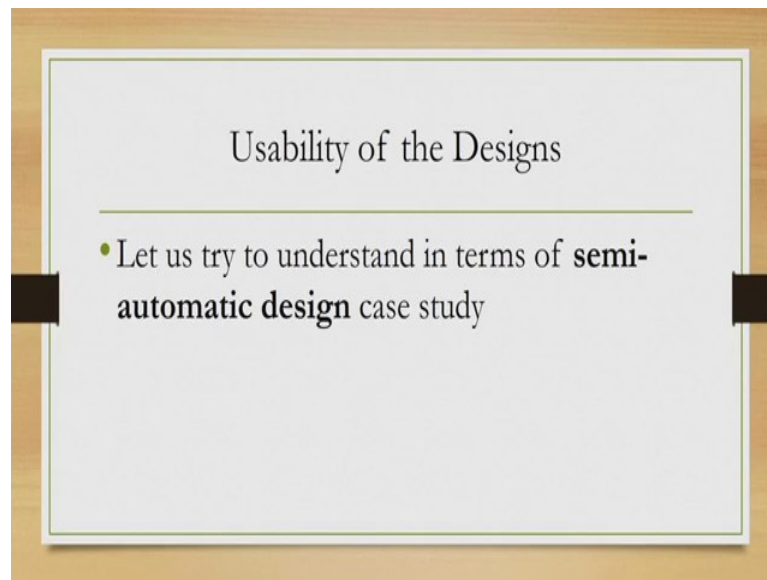 Usability of the Designs
• Let us try to understand in terms of semi-
automatic design case study